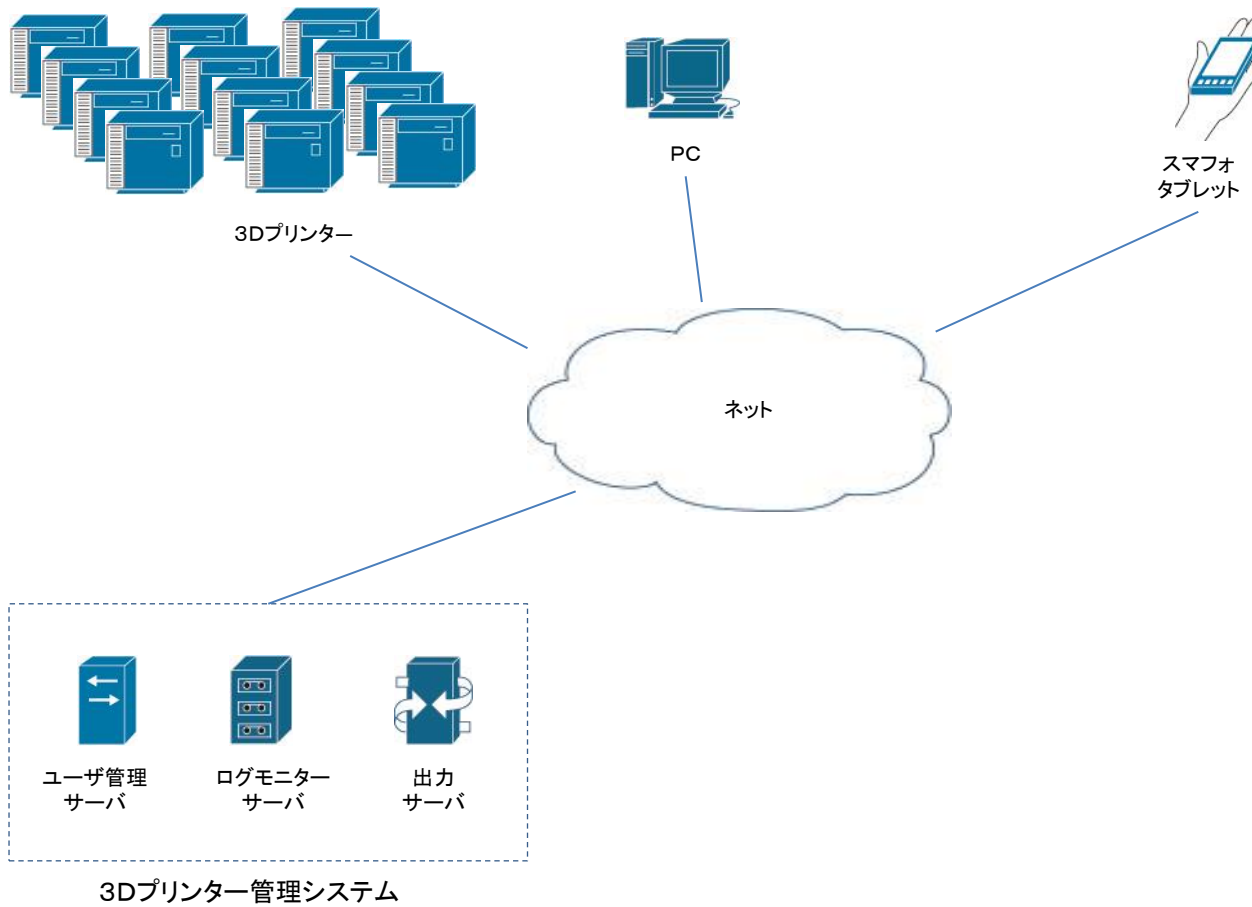 PC
スマフォ
タブレット
3Dプリンター
ネット
ユーザ管理
サーバ
ログモニター
サーバ
出力
サーバ
3Dプリンター管理システム